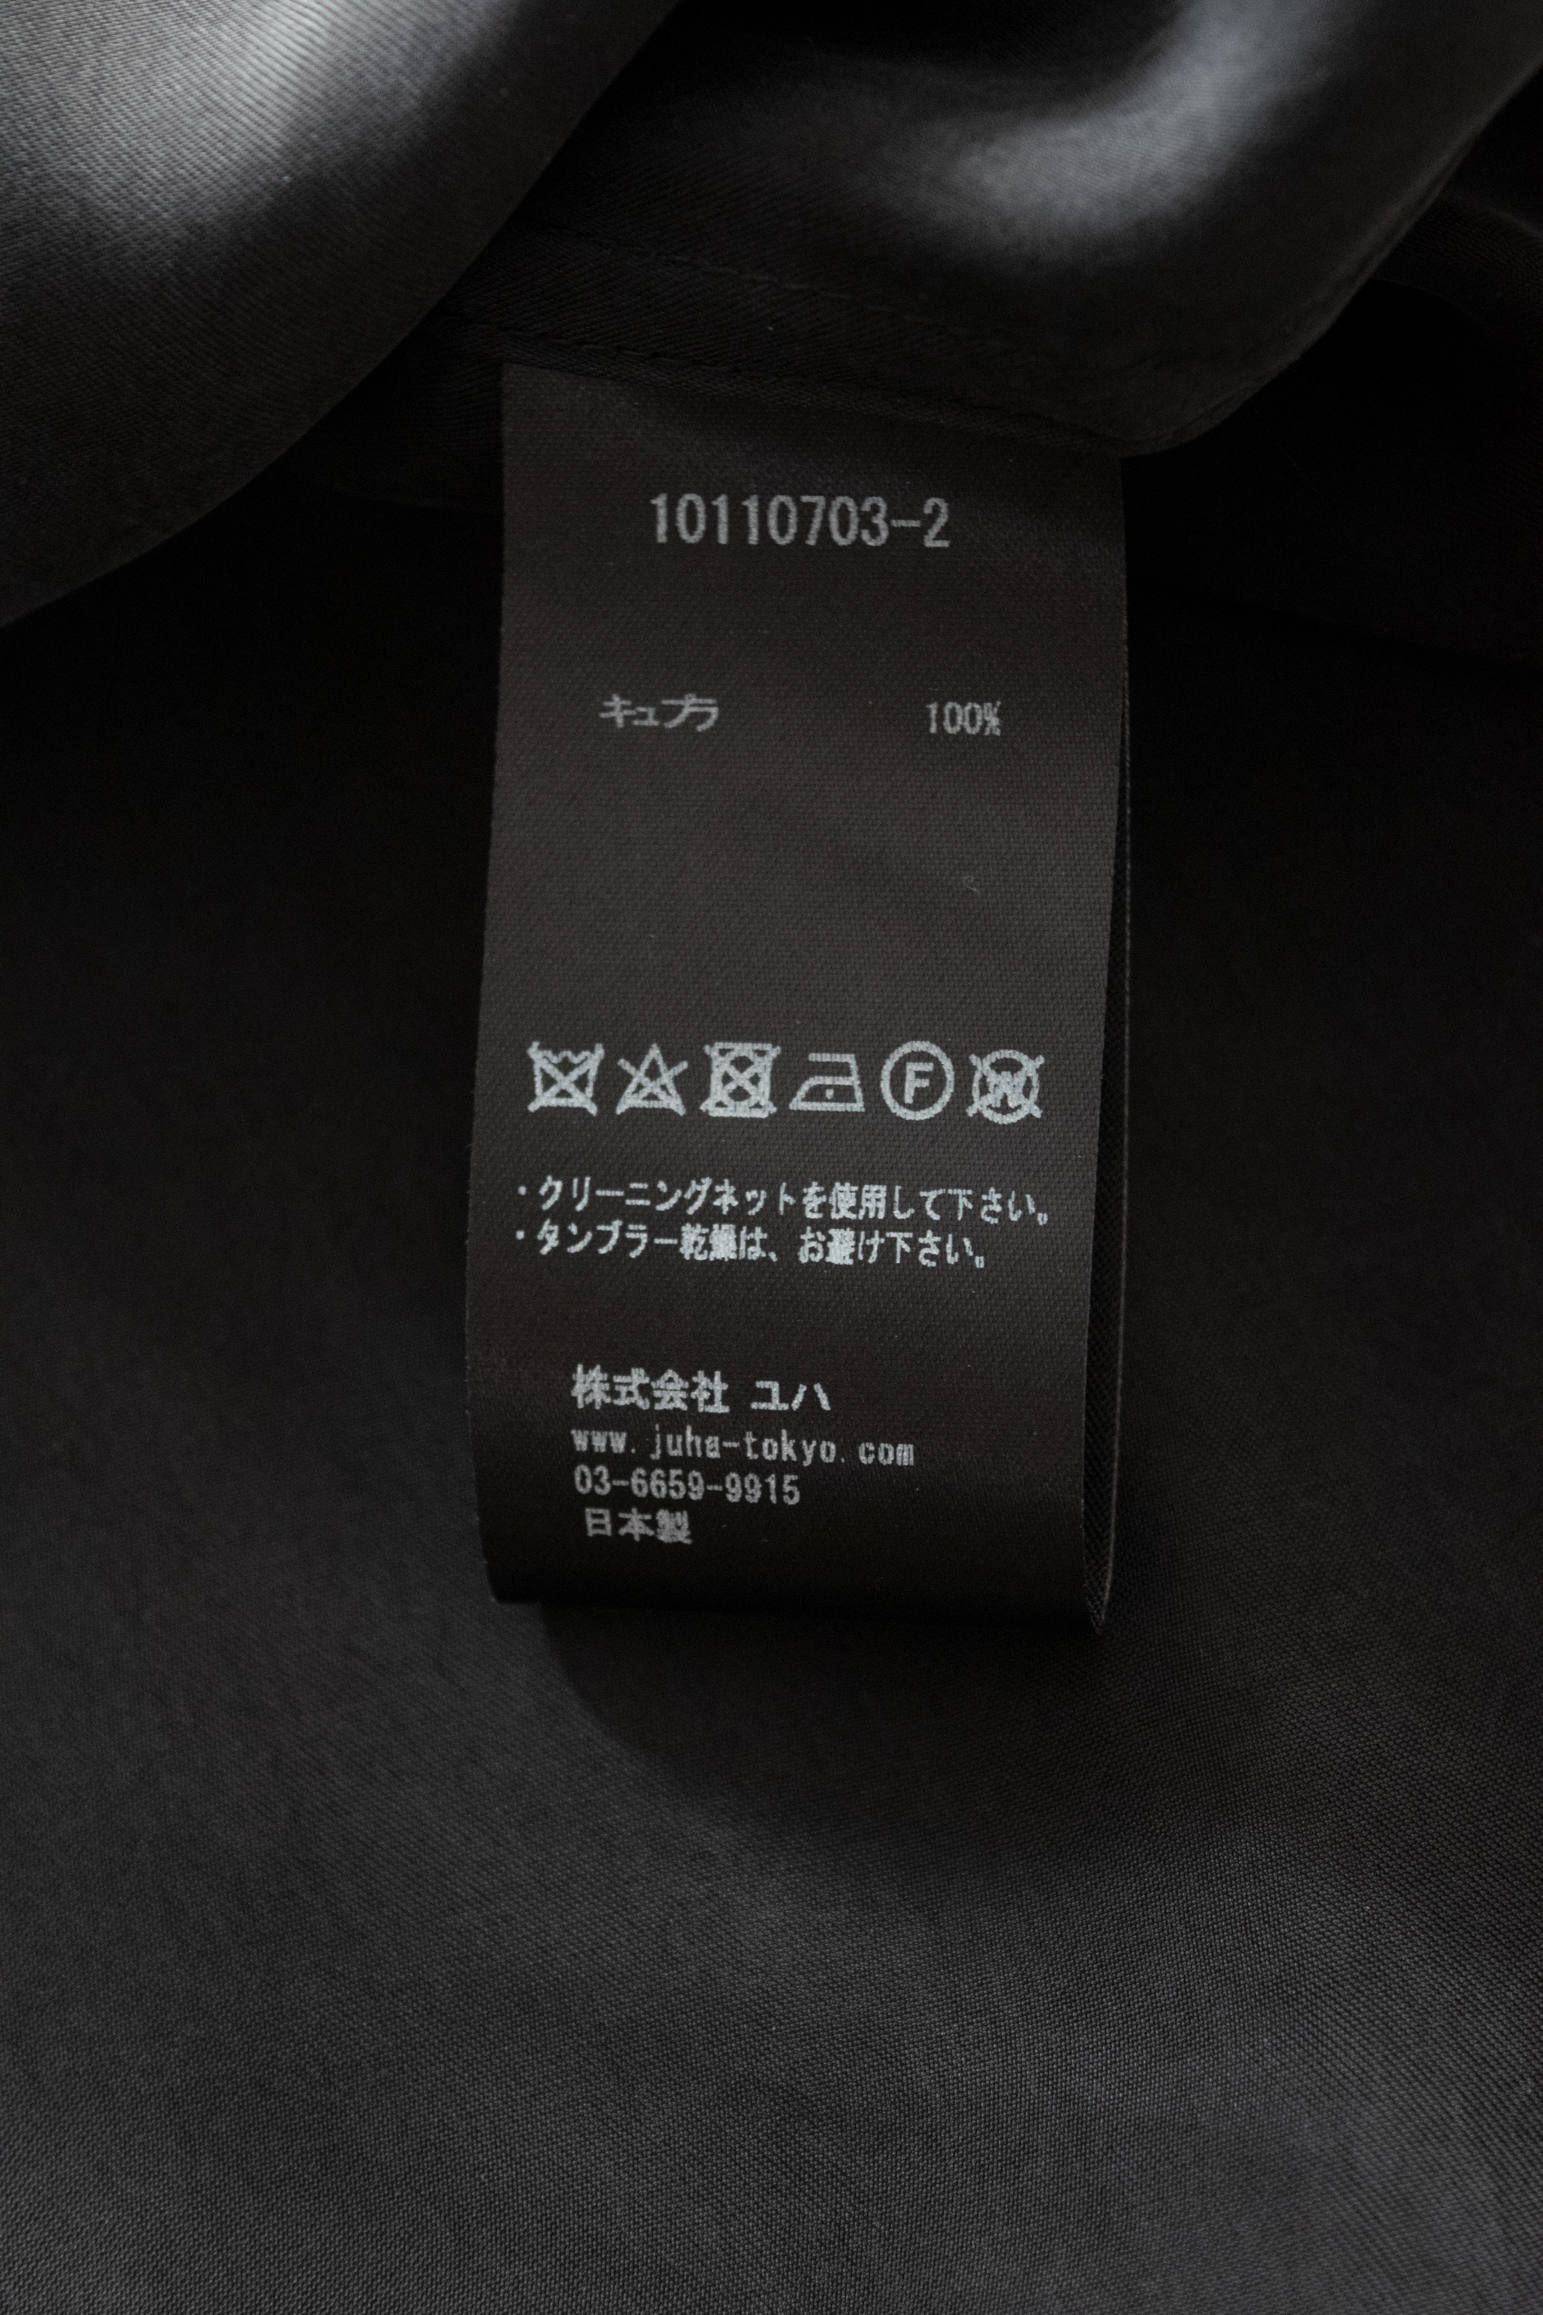 10110703-2
キュプラ 100%
F W
・クリーニングネットを使用して下さい。
・タンブラー乾燥は、お避け下さい。
株式会社 ユハ
www.juha-tokyo.com
03-6659-9915
日本製